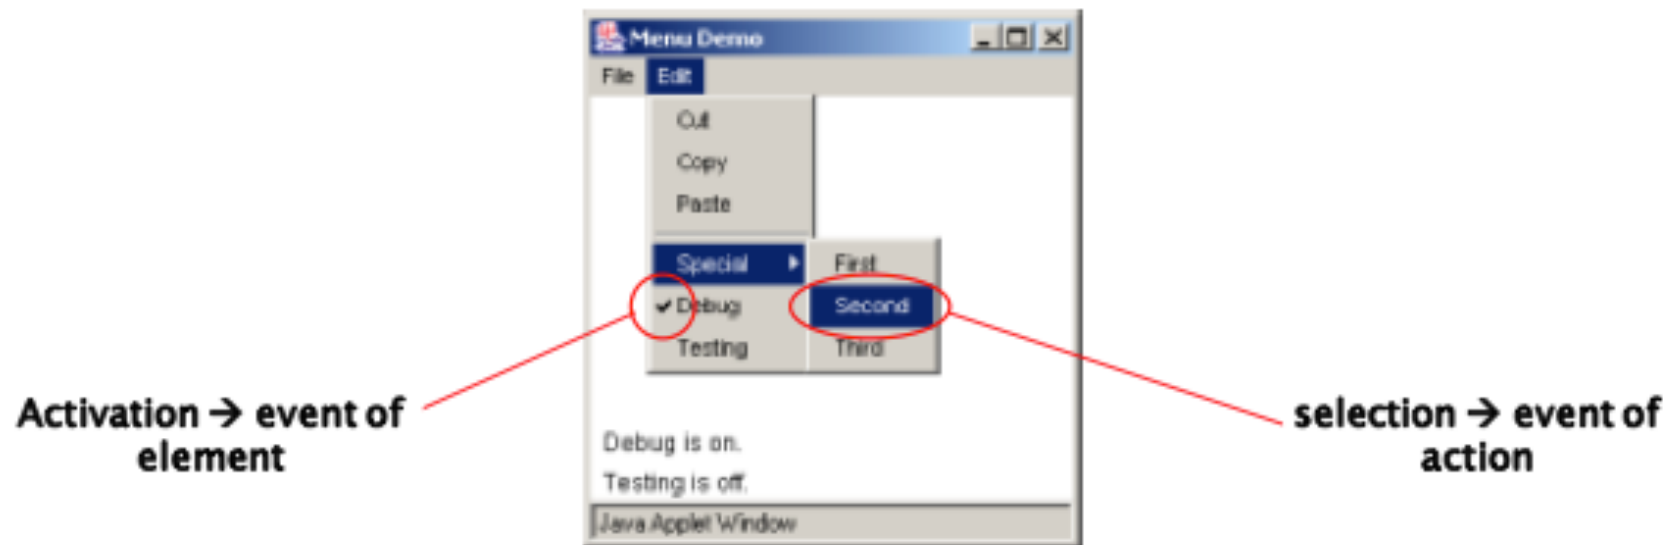 Menu Demo
File Edit
Cut
Copy
Paste
Special First
Debug Second
Testing Third
Activation → event of
element
selection → event of
action
Debug is on.
Testing is off.
Java Applet Window